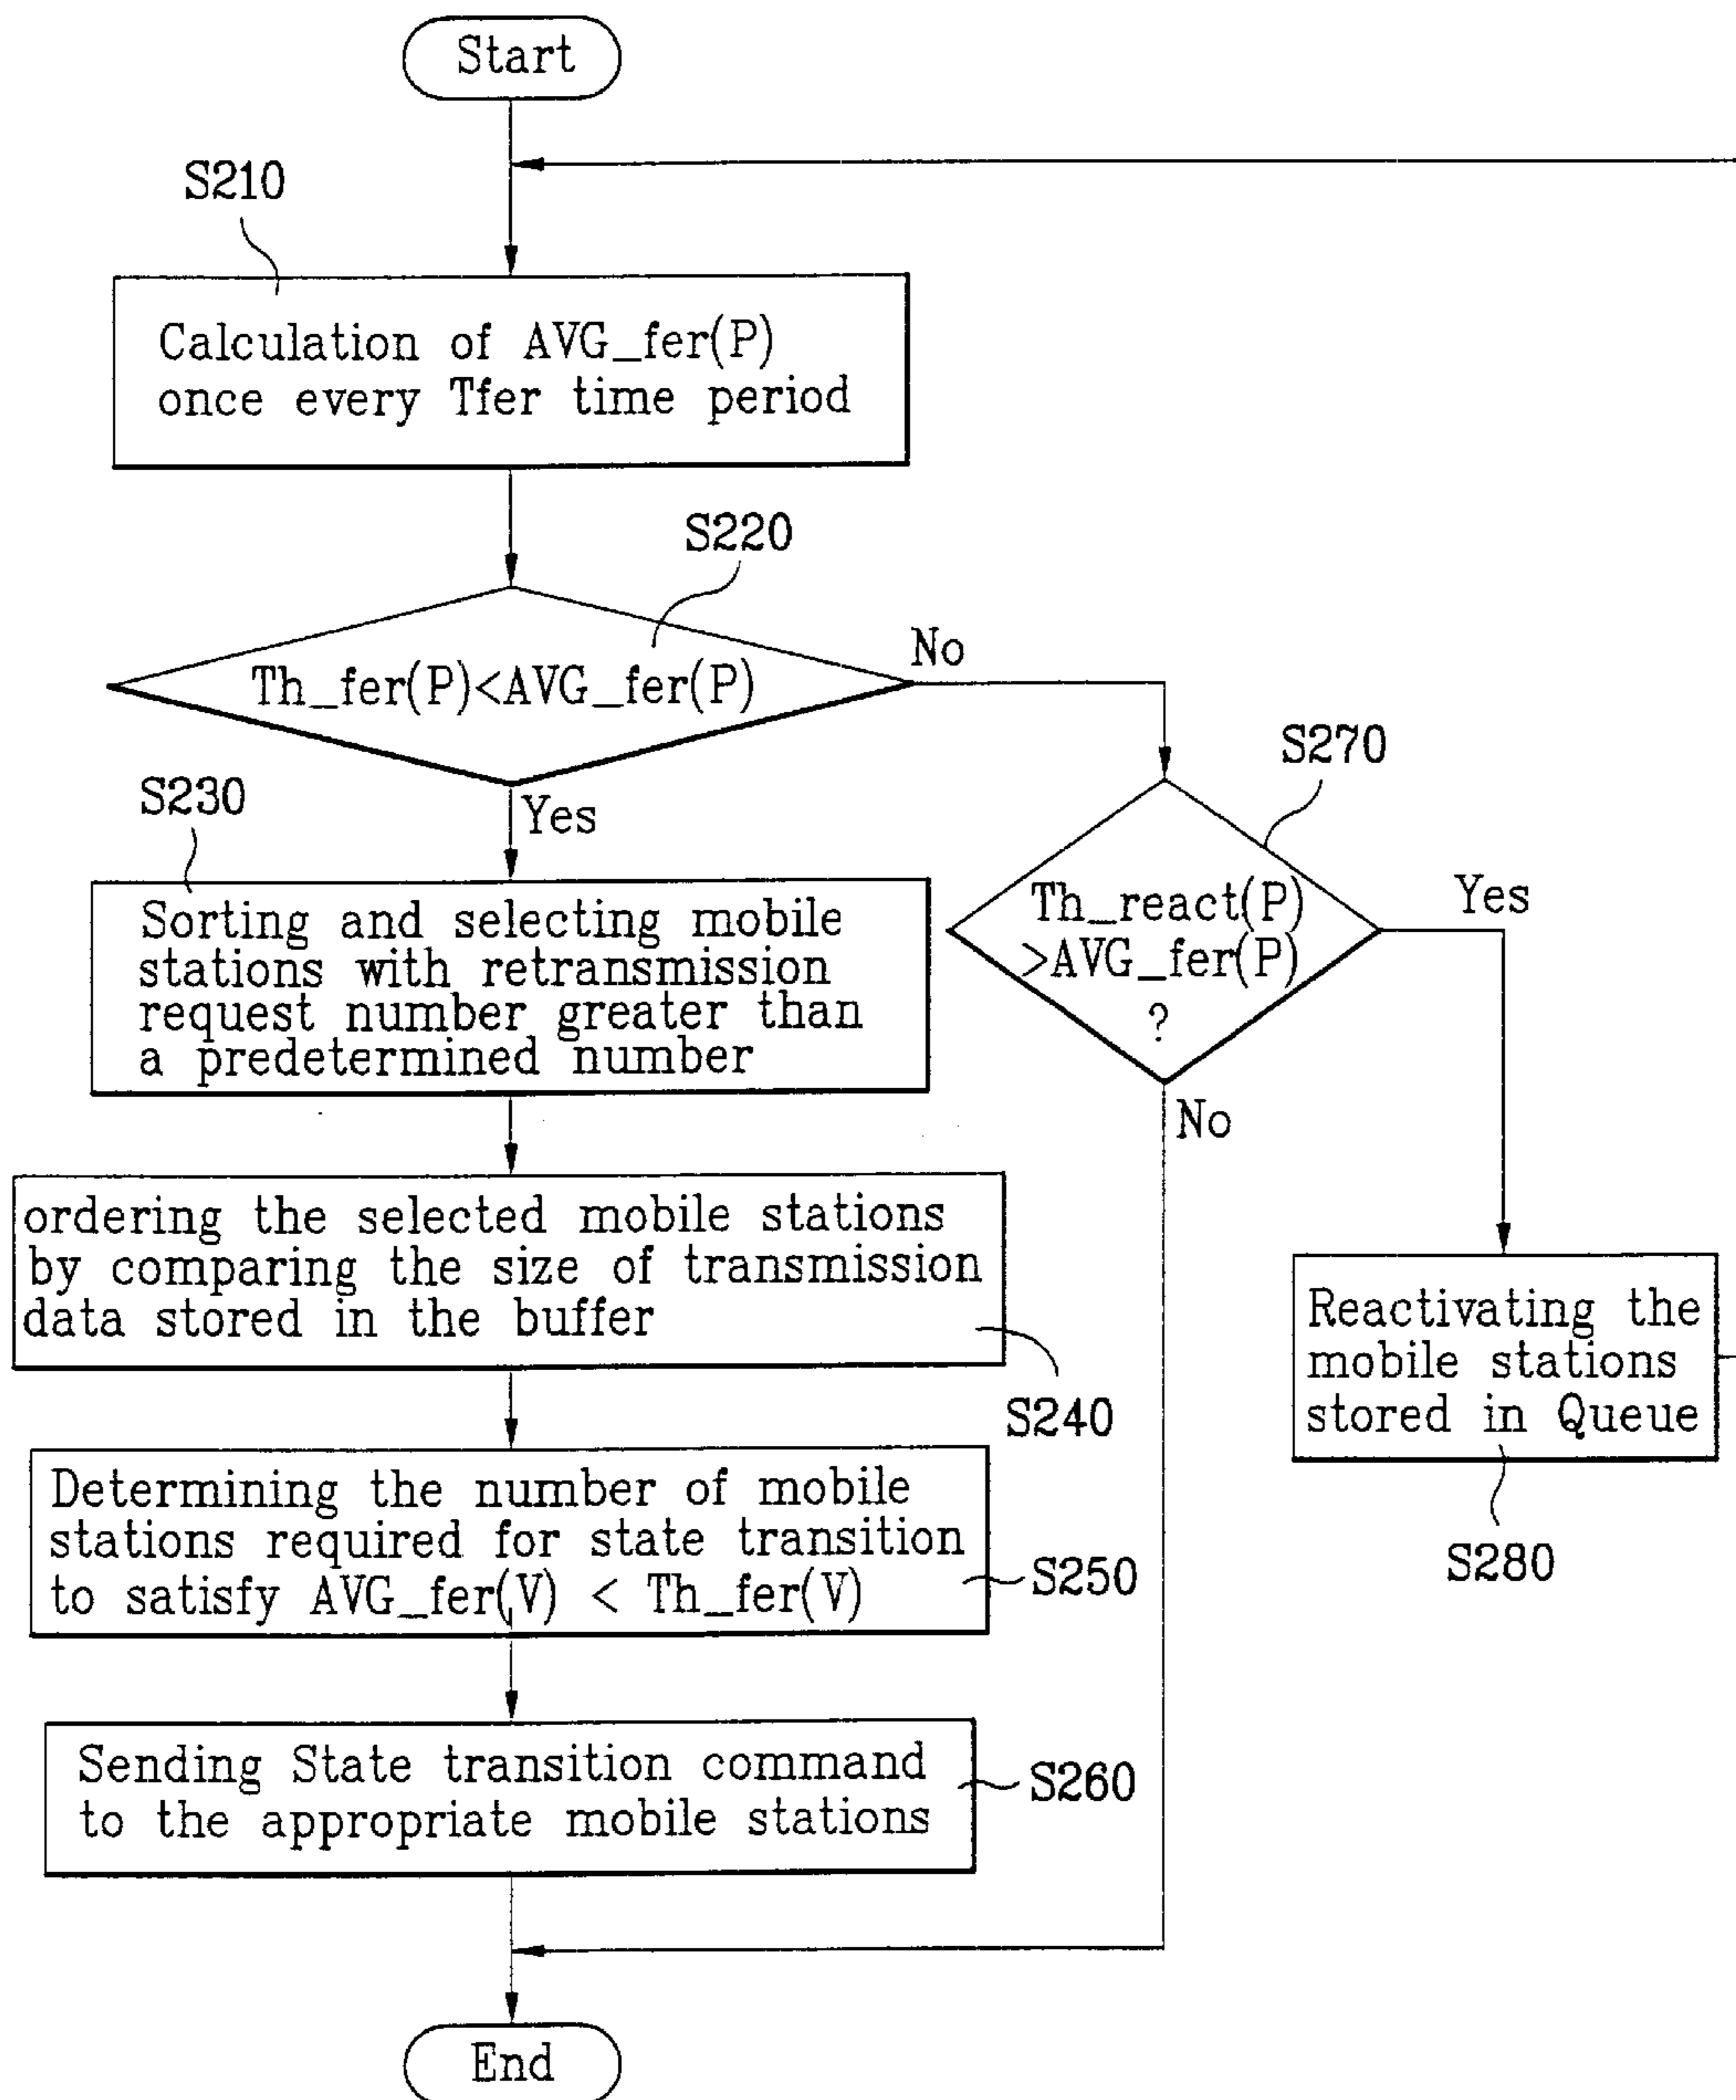 Start
S210
Calculation of AVG_fer(P)
once every Tfer time period
S220
Th_fer(P)<AVG_fer(P)
No
Yes
S230
Sorting and selecting mobile
stations with retransmission
request number greater than
a predetermined number
S270
Th_react(P)
>AVG_fer(P)
?
Yes
No
ordering the selected mobile stations
by comparing the size of transmission
data stored in the buffer
S240
Reactivating the
mobile stations
stored in Queue
S280
Determining the number of mobile
stations required for state transition
to satisfy AVG_fer(V) < Th_fer(V)
S250
Sending State transition command
to the appropriate mobile stations
S260
End